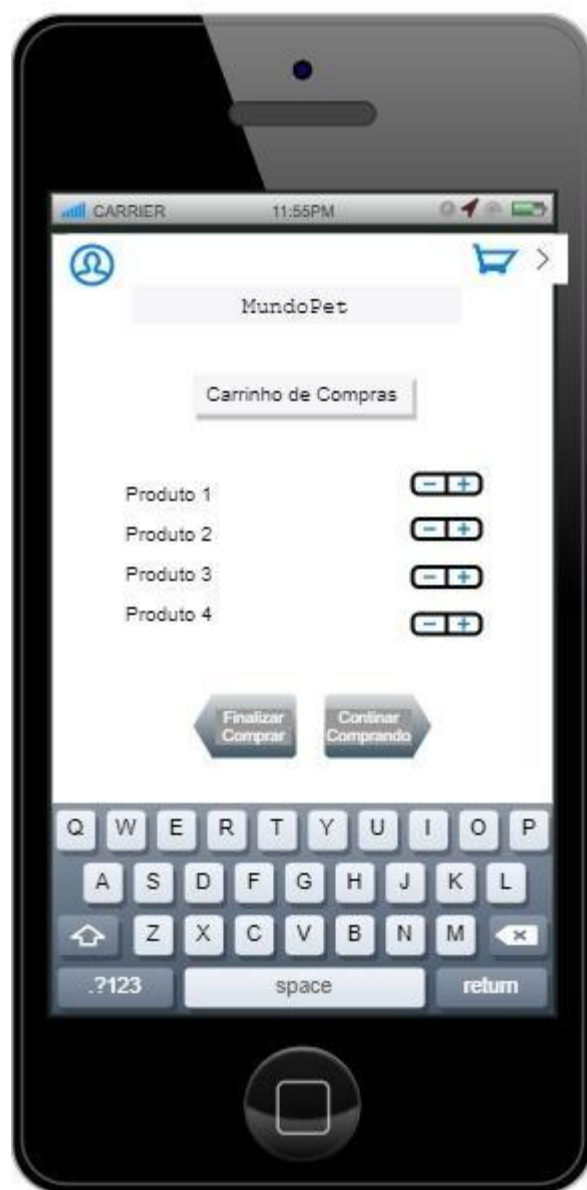 CARRIER 11:55PM
MundoPet
Carrinho de Compras
Produto 1
Produto 2
Produto 3
Produto 4
Finalizar
Comprar
Continar
Comprando
Q W E R T Y U I O P
A S D F G H J K L
Z X C V B N M
.?123 space return